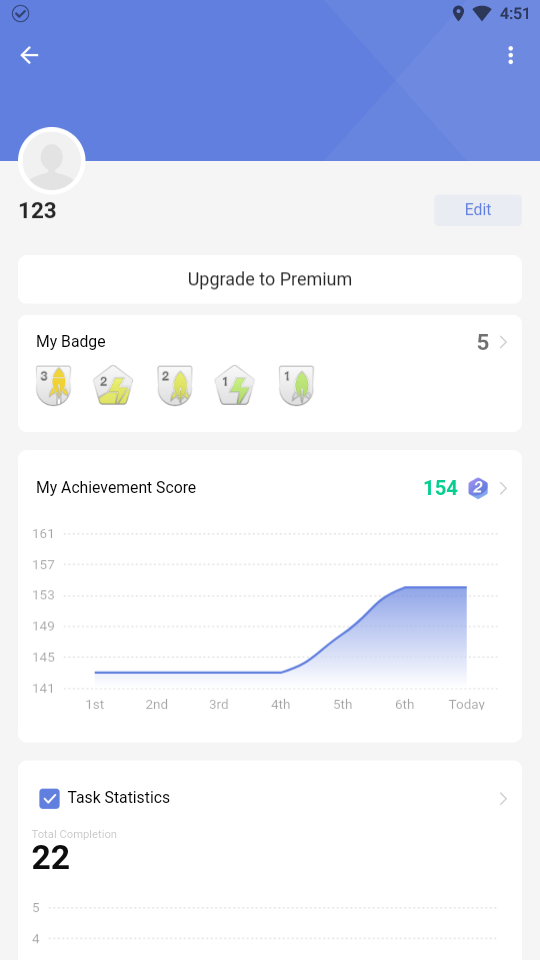 4:51
123
Edit
Upgrade to Premium
My Badge
5
3
2
2
1
1
My Achievement Score
154
2
161
157
153
149
145
141
1st 2nd 3rd 4th 5th 6th Today
Task Statistics
Total Completion
22
5
4